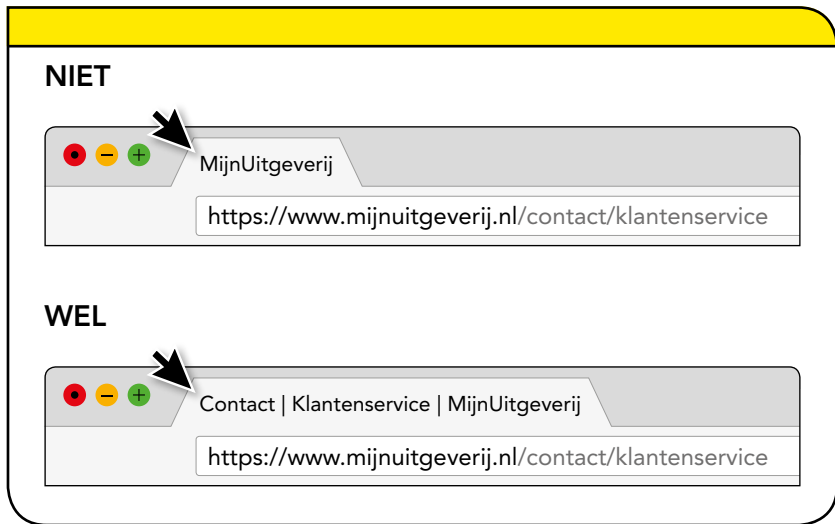 NIET
MijnUitgeverij
https://www.mijnuitgeverij.nl/contact/klantenservice
WEL
Contact | Klantenservice | MijnUitgeverij
https://www.mijnuitgeverij.nl/contact/klantenservice